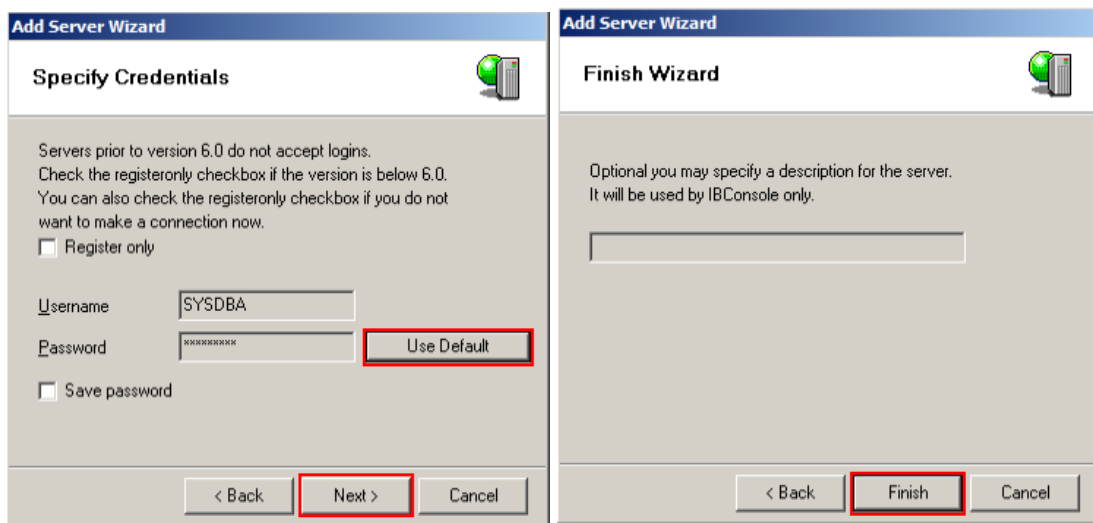 Add Server Wizard
Specify Credentials
Servers prior to version 6.0 do not accept logins.
Check the registeronly checkbox if the version is below 6.0.
You can also check the registeronly checkbox if you do not
want to make a connection now.
Register only
Username SYSDBA
Password ********* Use Default
Save password
< Back Next > Cancel
Add Server Wizard
Finish Wizard
Optional you may specify a description for the server.
It will be used by IBConsole only.
< Back Finish Cancel